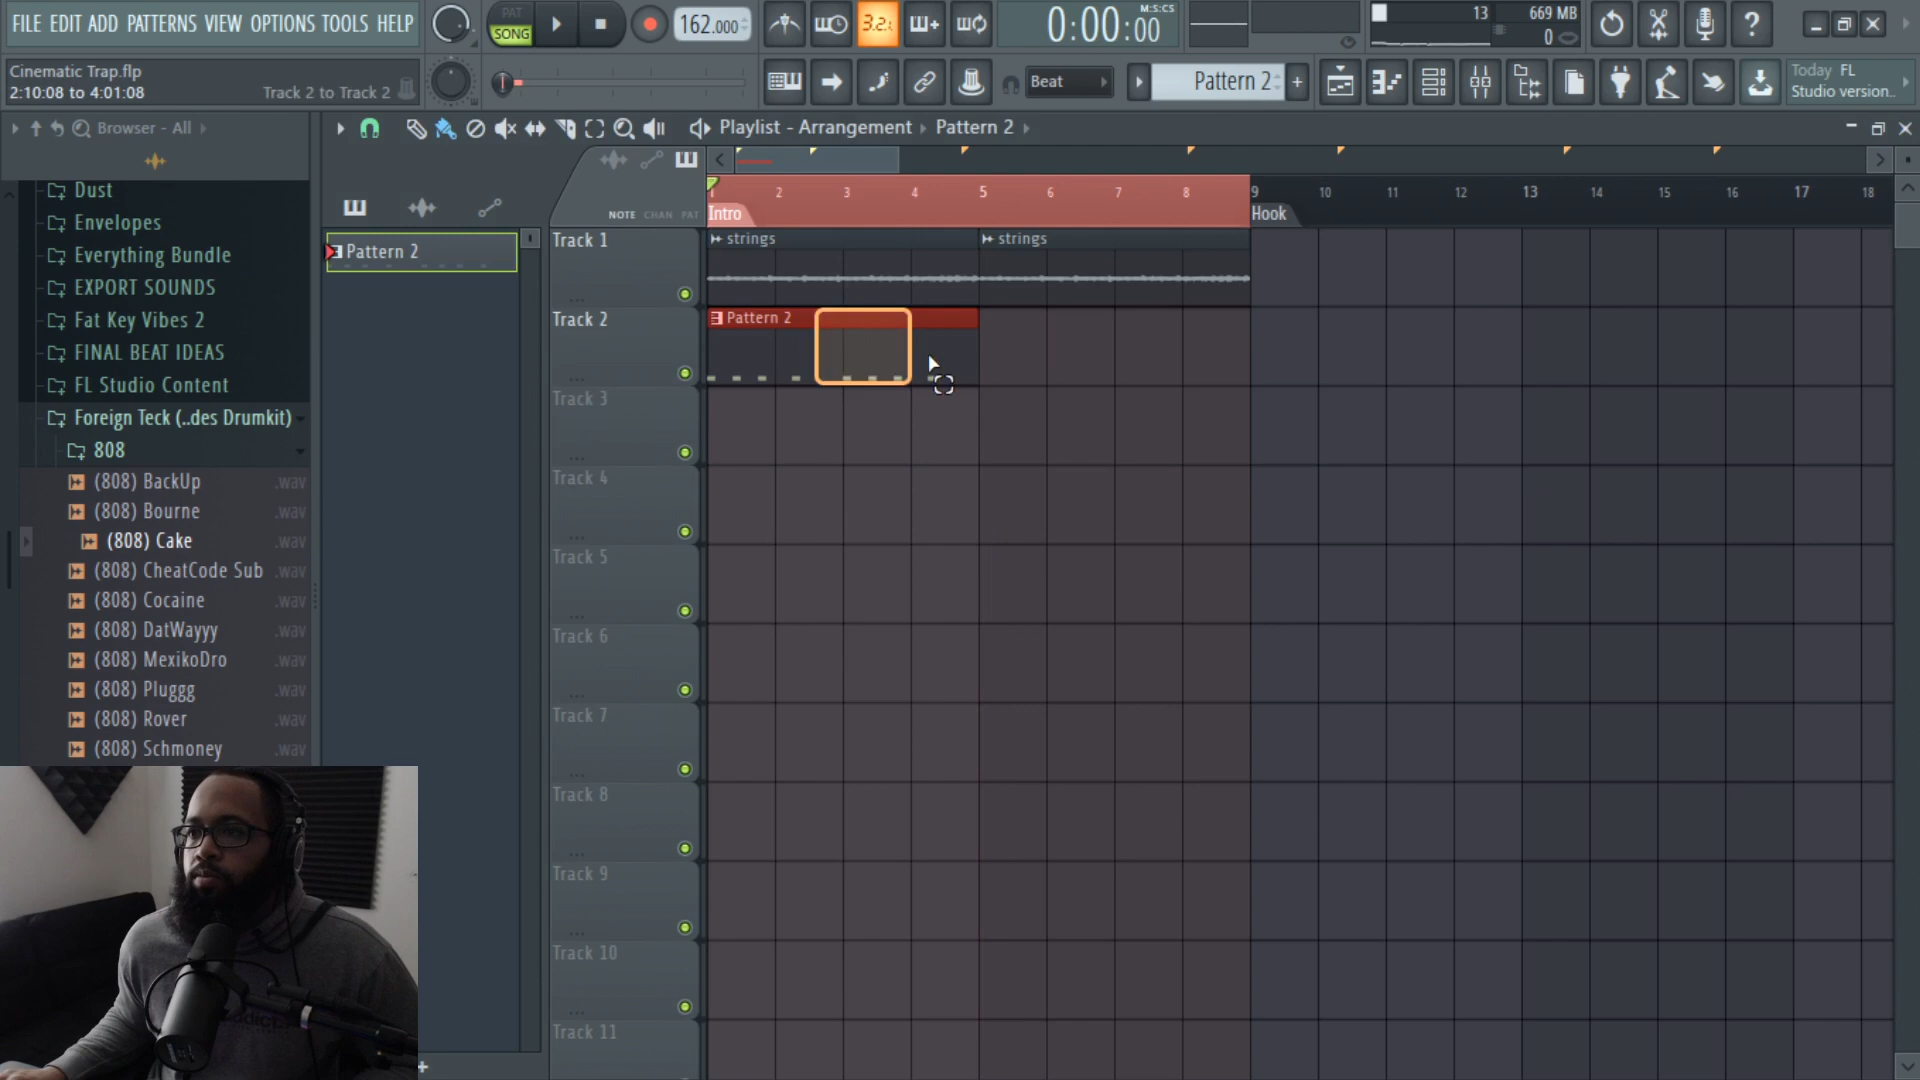 FILE EDIT ADD PATTERNS VIEW OPTIONS TOOLS HELP
PAT
SONG
162.000
3.2.
0:00:00
M:S:CS
13
669 MB
0
Cinematic Trap.flp
2:10:08 to 4:01:08
Track 2 to Track 2
Beat
Pattern 2
Today FL
Studio version..
Browser - All
Playlist - Arrangement
Pattern 2
NOTE CHAN PAT
1 2 3 4 5 6 7 8 9 10 11 12 13 14 15 16 17 18
Intro
Hook
Dust
Envelopes
Everything Bundle
EXPORT SOUNDS
Fat Key Vibes 2
FINAL BEAT IDEAS
FL Studio Content
Foreign Teck (..des Drumkit)
808
(808) BackUp .wav
(808) Bourne .wav
(808) Cake .wav
(808) CheatCode Sub .wav
(808) Cocaine .wav
(808) DatWayyy .wav
(808) MexikoDro .wav
(808) Pluggg .wav
(808) Rover .wav
(808) Schmoney .wav
Pattern 2
Track 1
strings
strings
Track 2
Pattern 2
Track 3
Track 4
Track 5
Track 6
Track 7
Track 8
Track 9
Track 10
Track 11